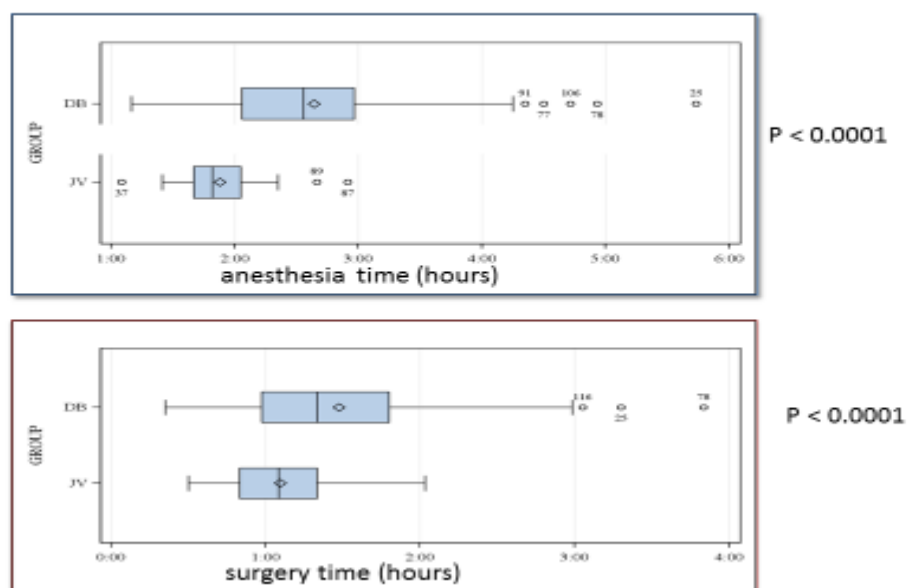 91 106 25
DB
77 78
GROUP
P < 0.0001
89
JV
37 87
1:00 2:00 3:00 4:00 5:00 6:00
anesthesia time (hours)
116 78
DB
25
GROUP
P < 0.0001
JV
0:00 1:00 2:00 3:00 4:00
surgery time (hours)